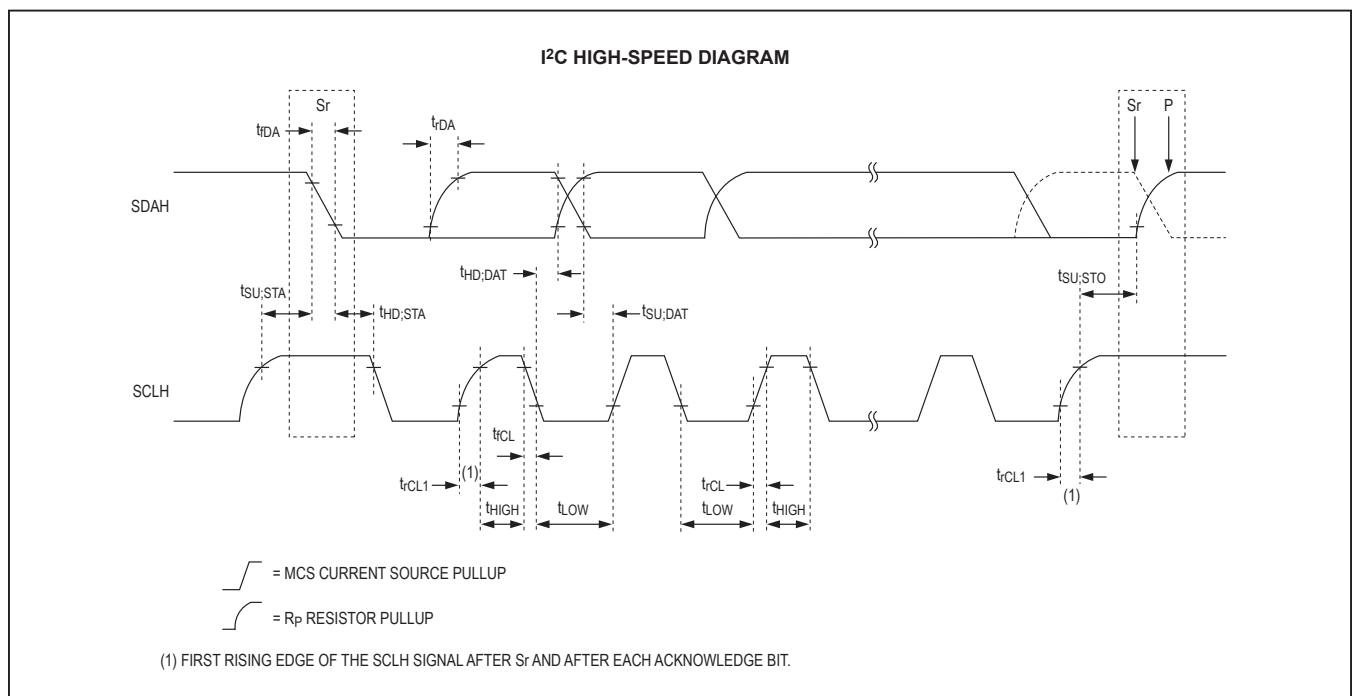 I²C HIGH-SPEED DIAGRAM
Sr
Sr P
tfDA
trDA
SDAH
tHD;DAT
tSU;STO
tSU;STA
tHD;STA
tSU;DAT
SCLH
tfCL
trCL1
(1)
trCL
trCL1
(1)
tHIGH
tLOW
tLOW
tHIGH
= MCS CURRENT SOURCE PULLUP
= RP RESISTOR PULLUP
(1) FIRST RISING EDGE OF THE SCLH SIGNAL AFTER Sr AND AFTER EACH ACKNOWLEDGE BIT.